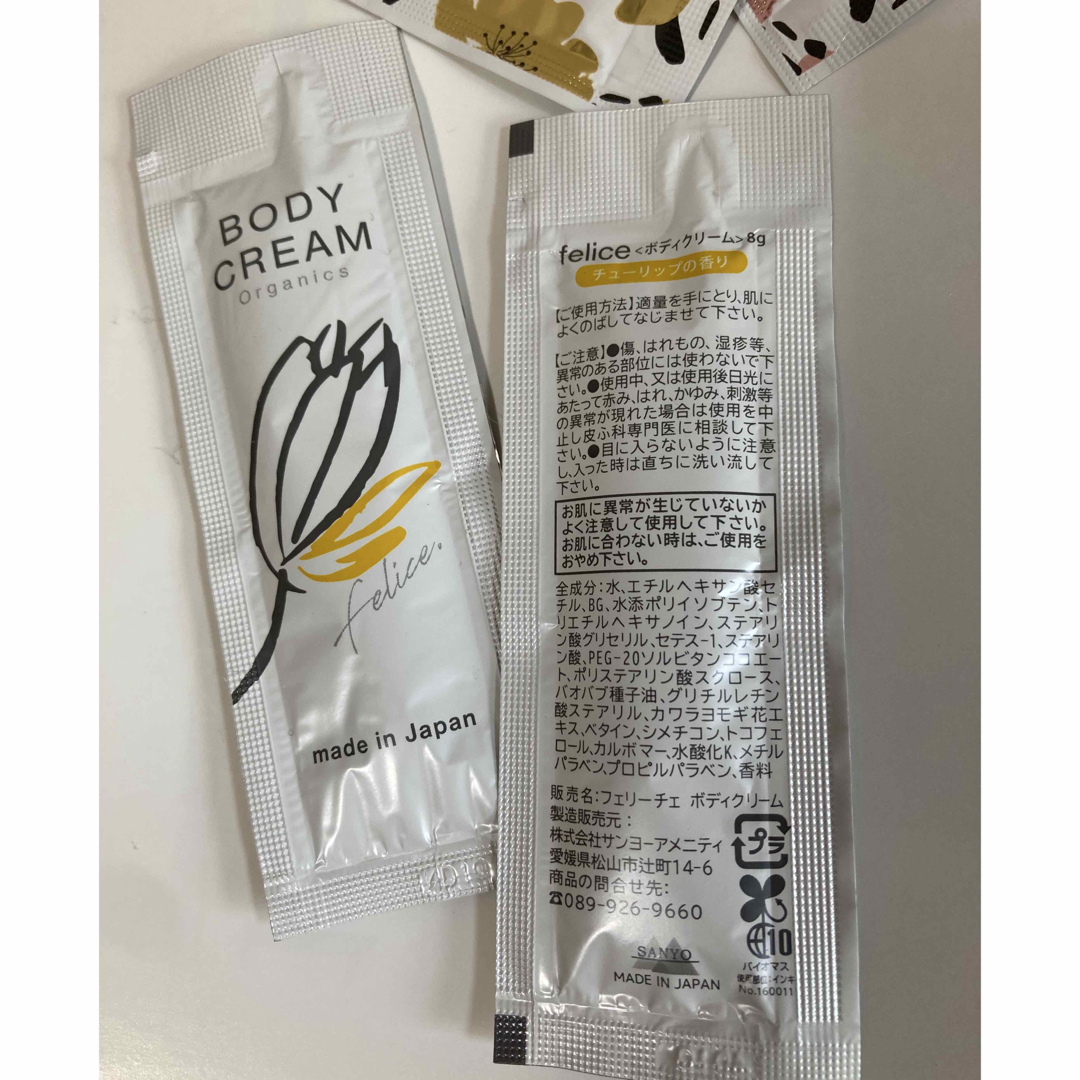 BODY
CREAM
Organics
felice.
made in Japan
felice <ボディクリーム> 8g
チューリップの香り
【ご使用方法】適量を手にとり、肌に
よくのばしてなじませて下さい。
【ご注意】●傷、はれもの、湿疹等、
異常のある部位には使わないで下
さい。●使用中、又は使用後日光に
あたって赤み、はれ、かゆみ、刺激等
の異常が現れた場合は使用を中
止し皮ふ科専門医に相談して下
さい。●目に入らないように注意
し、入った時は直ちに洗い流して
下さい。
お肌に異常が生じていないか
よく注意して使用して下さい。
お肌に合わない時は、ご使用を
おやめ下さい。
全成分：水、エチルヘキサン酸セ
チル、BG、水添ポリイソブテン、ト
リエチルヘキサノイン、ステアリ
ン酸グリセリル、セテス-1、ステアリ
ン酸、PEG-20ソルビタンココエー
ト、ポリステアリン酸スクロース、
バオバブ種子油、グリチルレチン
酸ステアリル、カワラヨモギ花エ
キス、ベタイン、シメチコン、トコフェ
ロール、カルボマー、水酸化K、メチル
パラベン、プロピルパラベン、香料
販売名：フェリーチェ ボディクリーム
製造販売元：
株式会社サンヨーアメニティ
愛媛県松山市辻町14-6
商品の問合せ先：
☎089-926-9660
プラ
10
バイオマス
使用部位：インキ
No.160011
SANYO
MADE IN JAPAN